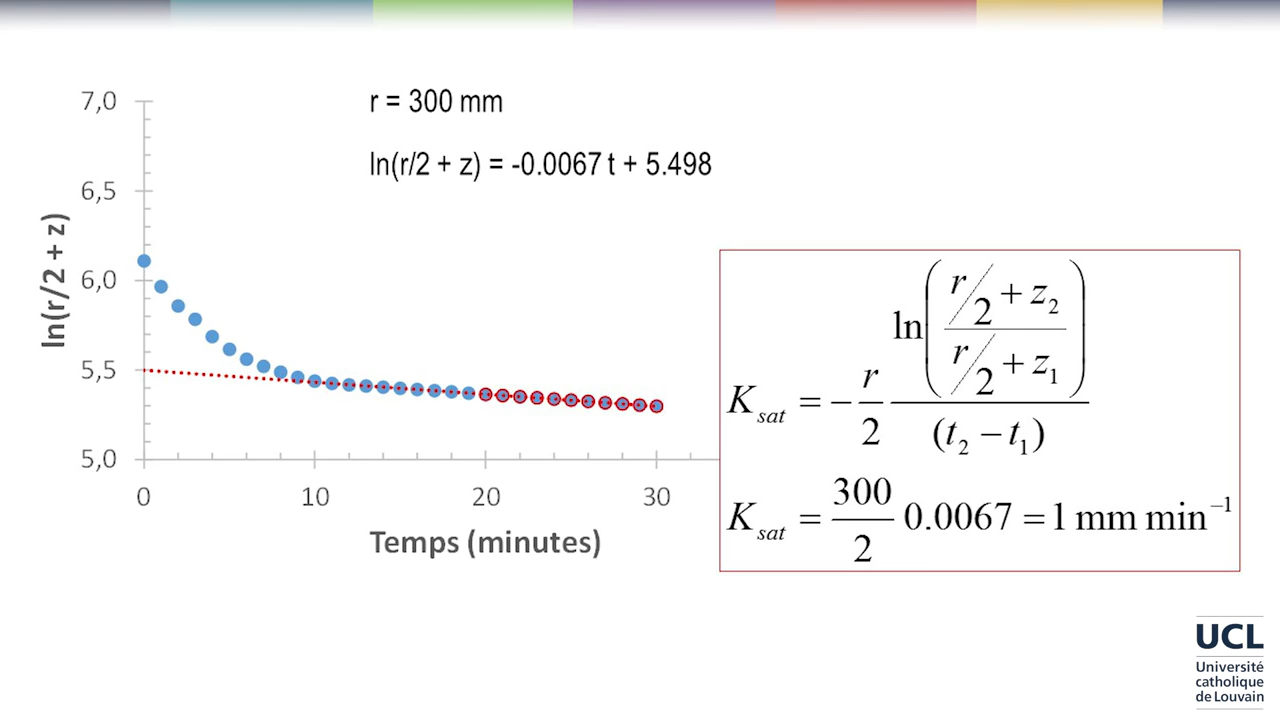 r = 300 mm
ln(r/2 + z) = -0.0067 t + 5.498
7,0
6,5
6,0
5,5
5,0
ln(r/2 + z)
0
10
20
30
Temps (minutes)
K_sat = − r/2 ln((r/2 + z_2)/(r/2 + z_1))/(t_2 − t_1)
K_sat = 300/2 0.0067 = 1 mm min^−1
UCL
Université
catholique
de Louvain